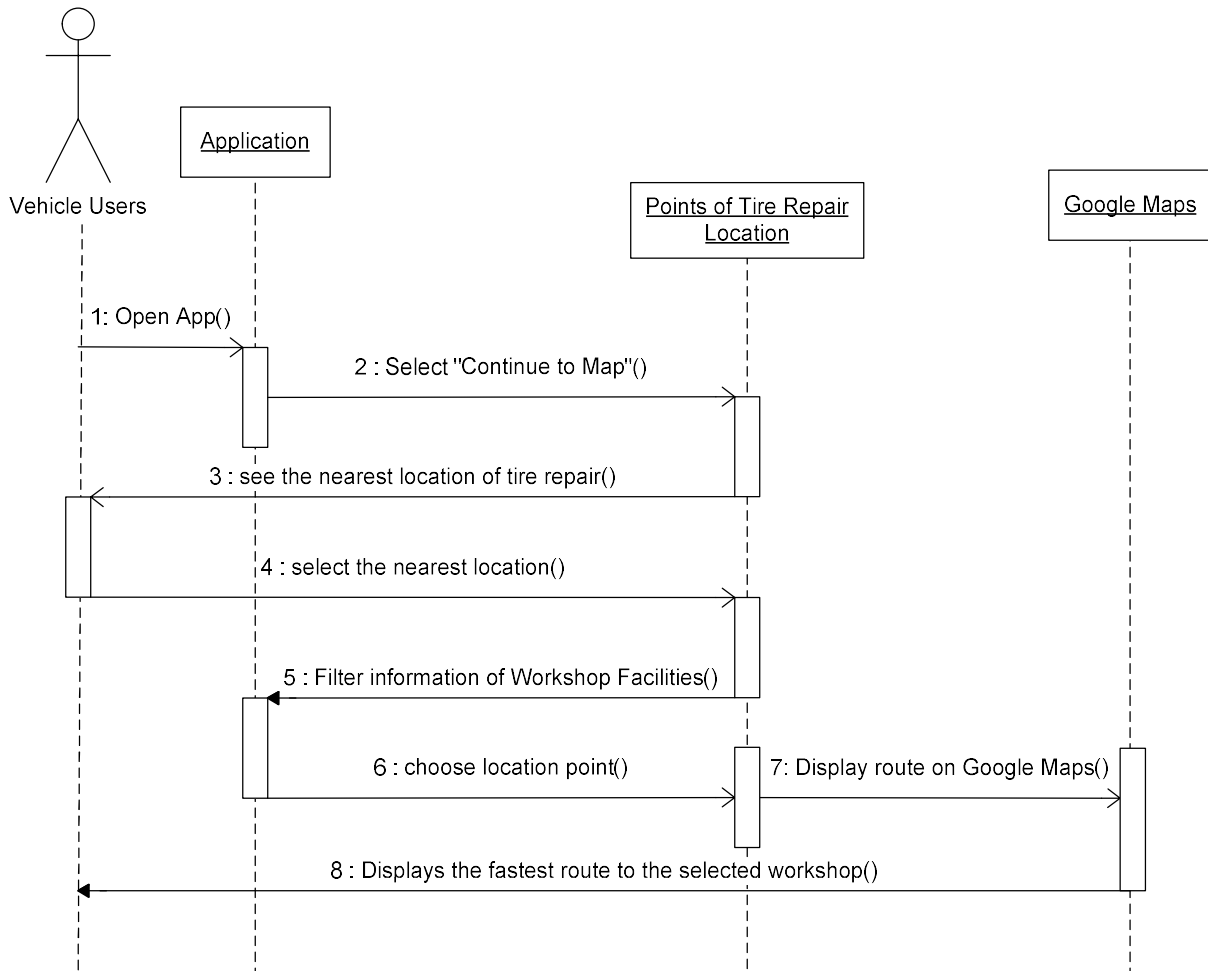 Application
Vehicle Users
Points of Tire Repair
Location
Google Maps
1: Open App()
2 : Select "Continue to Map"()
3 : see the nearest location of tire repair()
4 : select the nearest location()
5 : Filter information of Workshop Facilities()
6 : choose location point()
7: Display route on Google Maps()
8 : Displays the fastest route to the selected workshop()